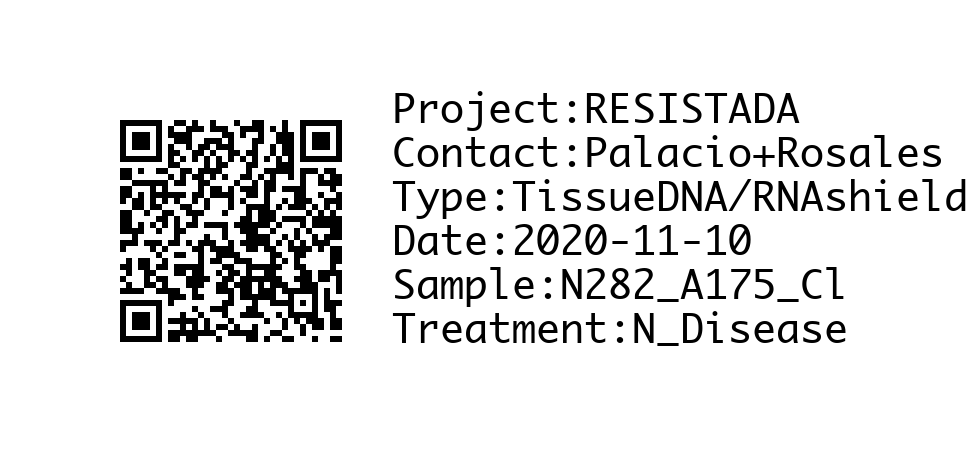 Project:RESISTADA
Contact:Palacio+Rosales
Type:TissueDNA/RNAshield
Date:2020-11-10
Sample:N282_A175_Cl
Treatment:N_Disease